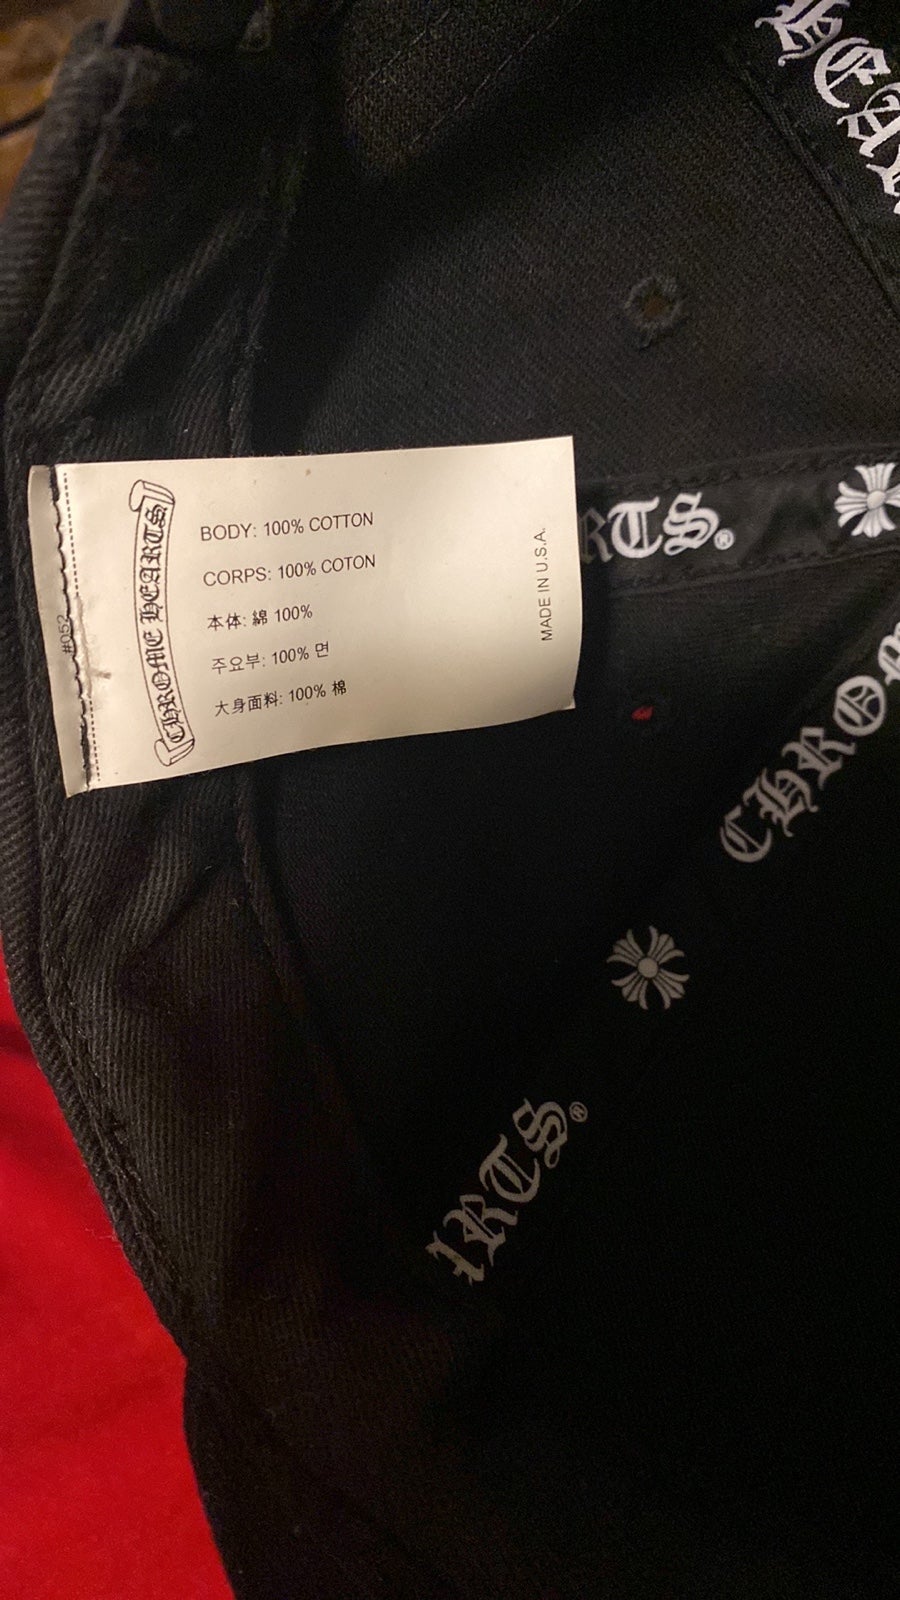 HEA
RTS®
BODY: 100% COTTON
CORPS: 100% COTON
本体: 綿 100%
주요부: 100% 면
大身面料: 100% 棉
CHROME HEARTS
#052
MADE IN U.S.A.
CHROM
RTS®